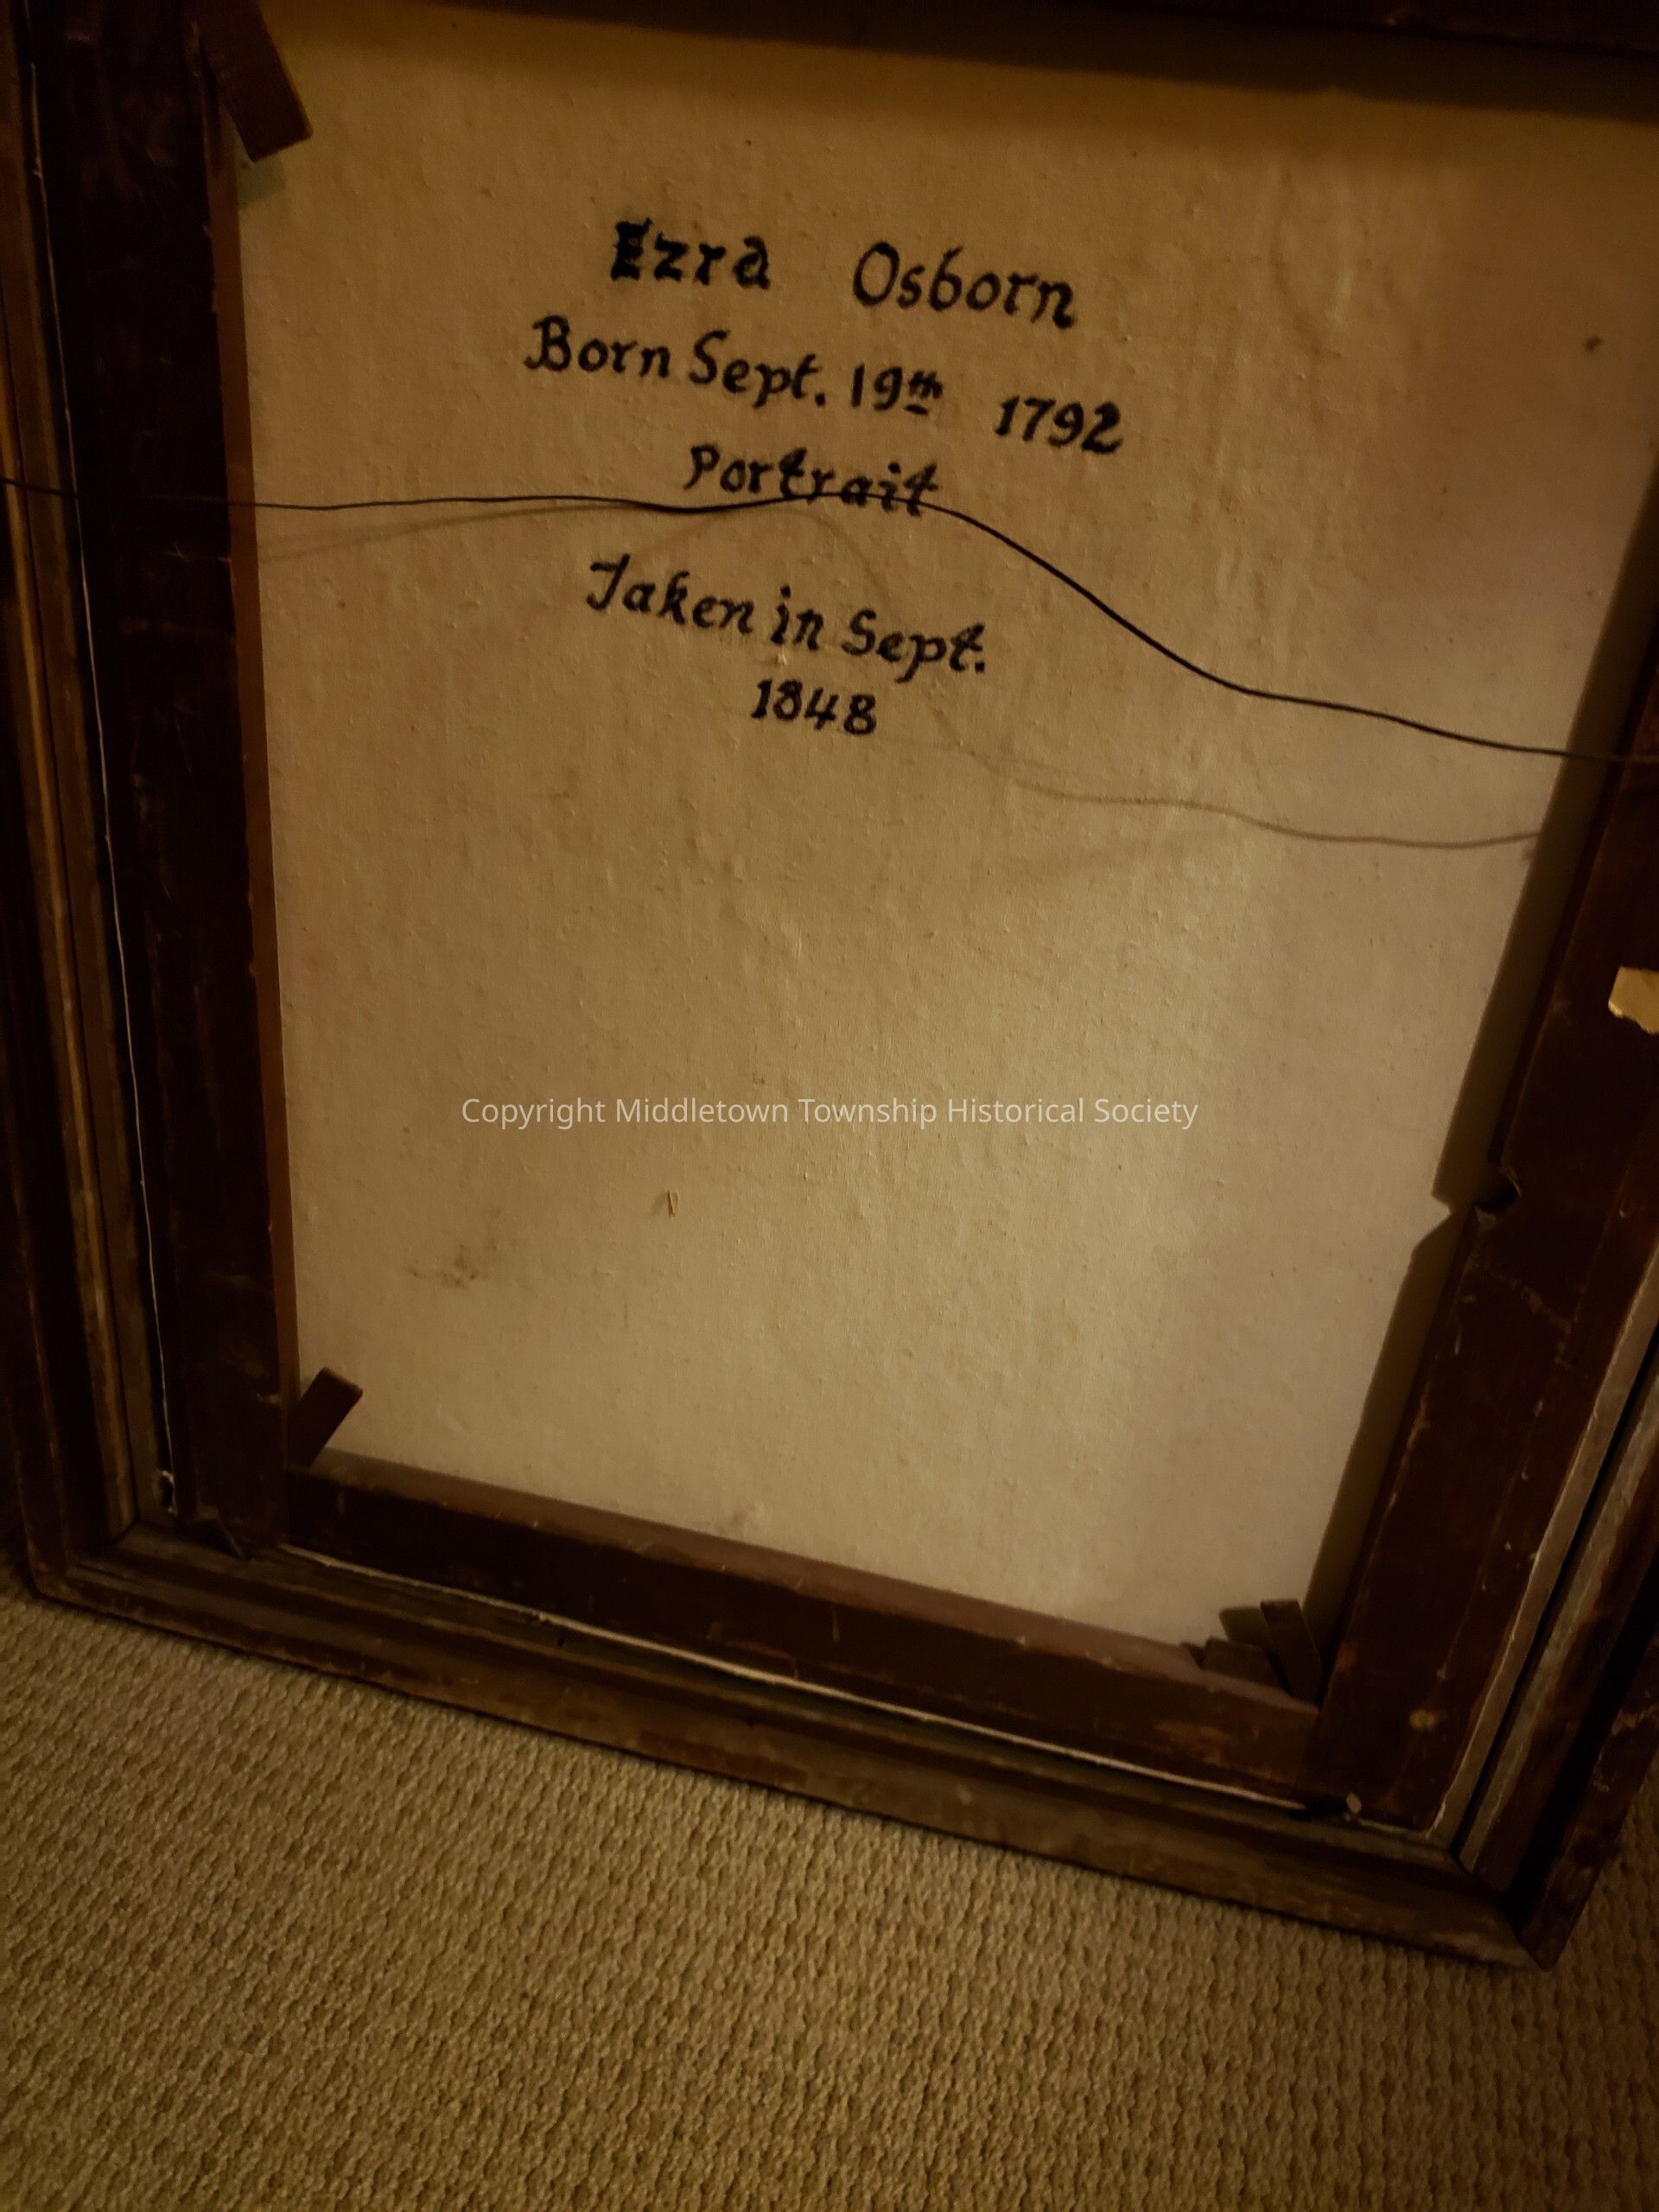 Ezra Osborn
Born Sept. 19th 1792
Portrait
Taken in Sept.
1848
Copyright Middletown Township Historical Society